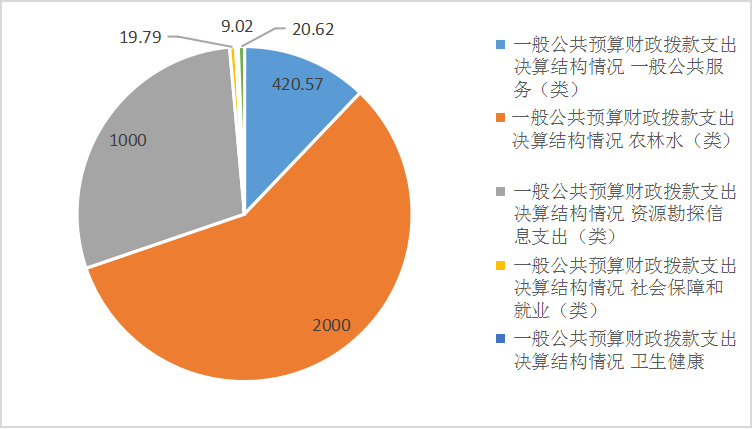 9.02
20.62
19.79
420.57
1000
2000
一般公共预算财政拨款支出
决算结构情况 一般公共服
务（类）
一般公共预算财政拨款支出
决算结构情况 农林水（类）
一般公共预算财政拨款支出
决算结构情况 资源勘探信
息支出（类）
一般公共预算财政拨款支出
决算结构情况 社会保障和
就业（类）
一般公共预算财政拨款支出
决算结构情况 卫生健康